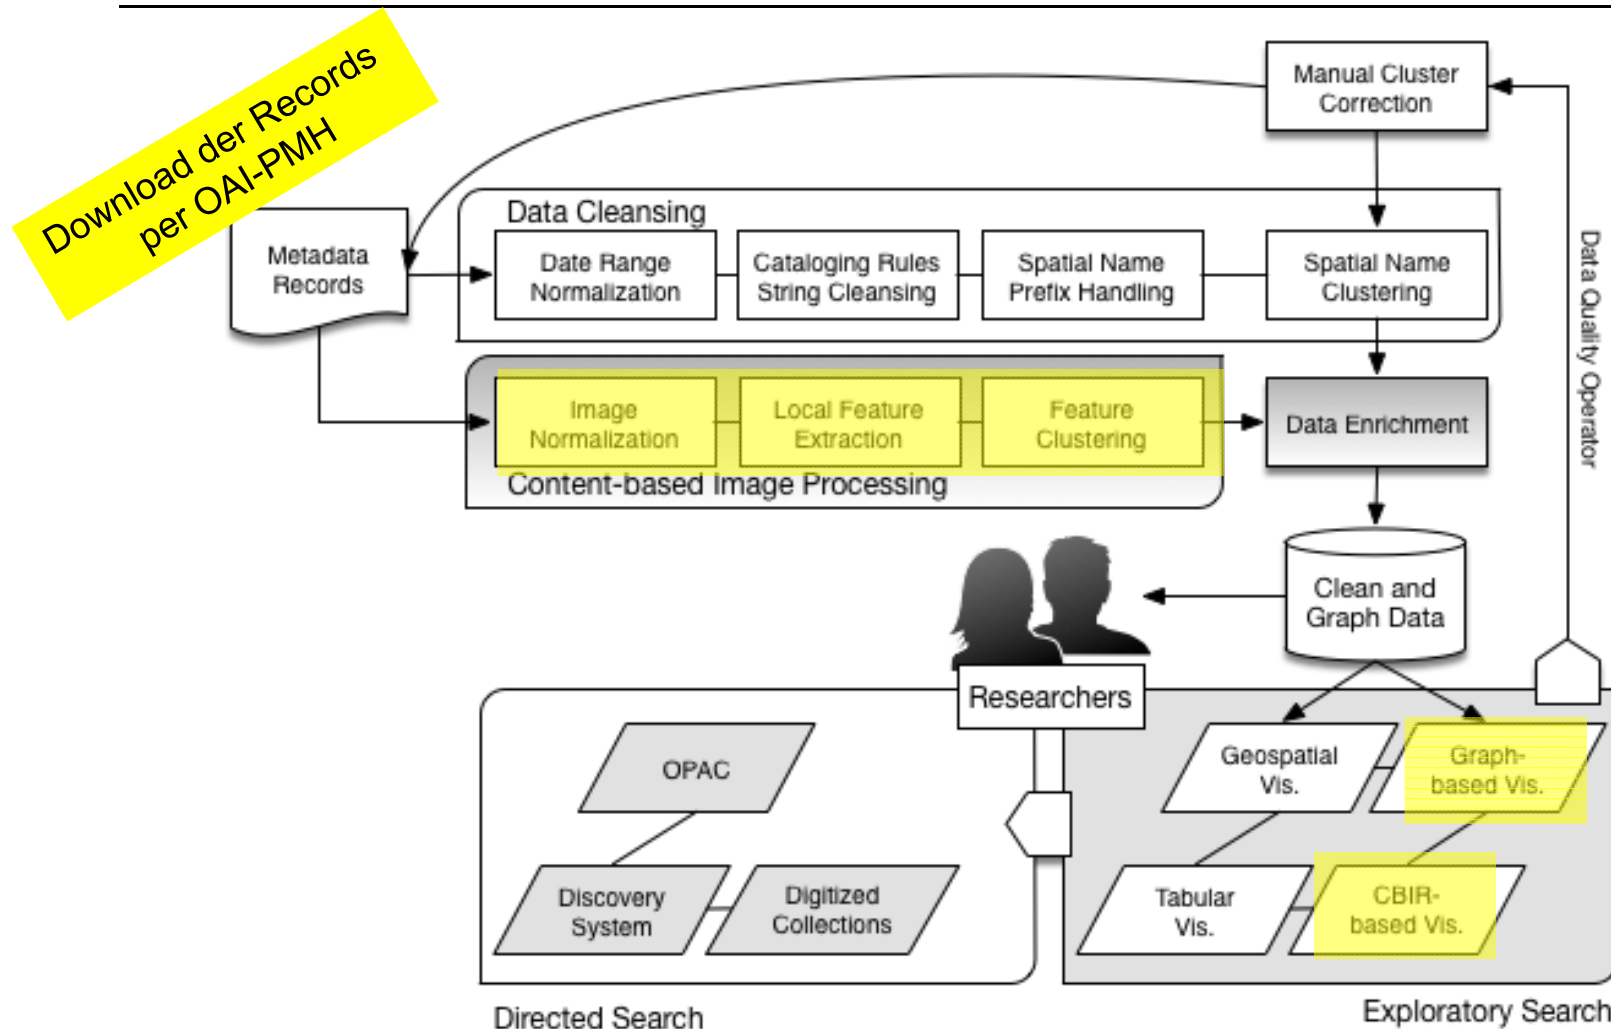 Download der Records
per OAI-PMH
Manual Cluster
Correction
Data Cleansing
Metadata
Records
Date Range
Normalization
Cataloging Rules
String Cleansing
Spatial Name
Prefix Handling
Spatial Name
Clustering
Data Quality Operator
Image
Normalization
Local Feature
Extraction
Feature
Clustering
Data Enrichment
Content-based Image Processing
Clean and
Graph Data
Researchers
OPAC
Geospatial
Vis.
Graph-
based Vis.
Discovery
System
Digitized
Collections
Tabular
Vis.
CBIR-
based Vis.
Directed Search
Exploratory Search